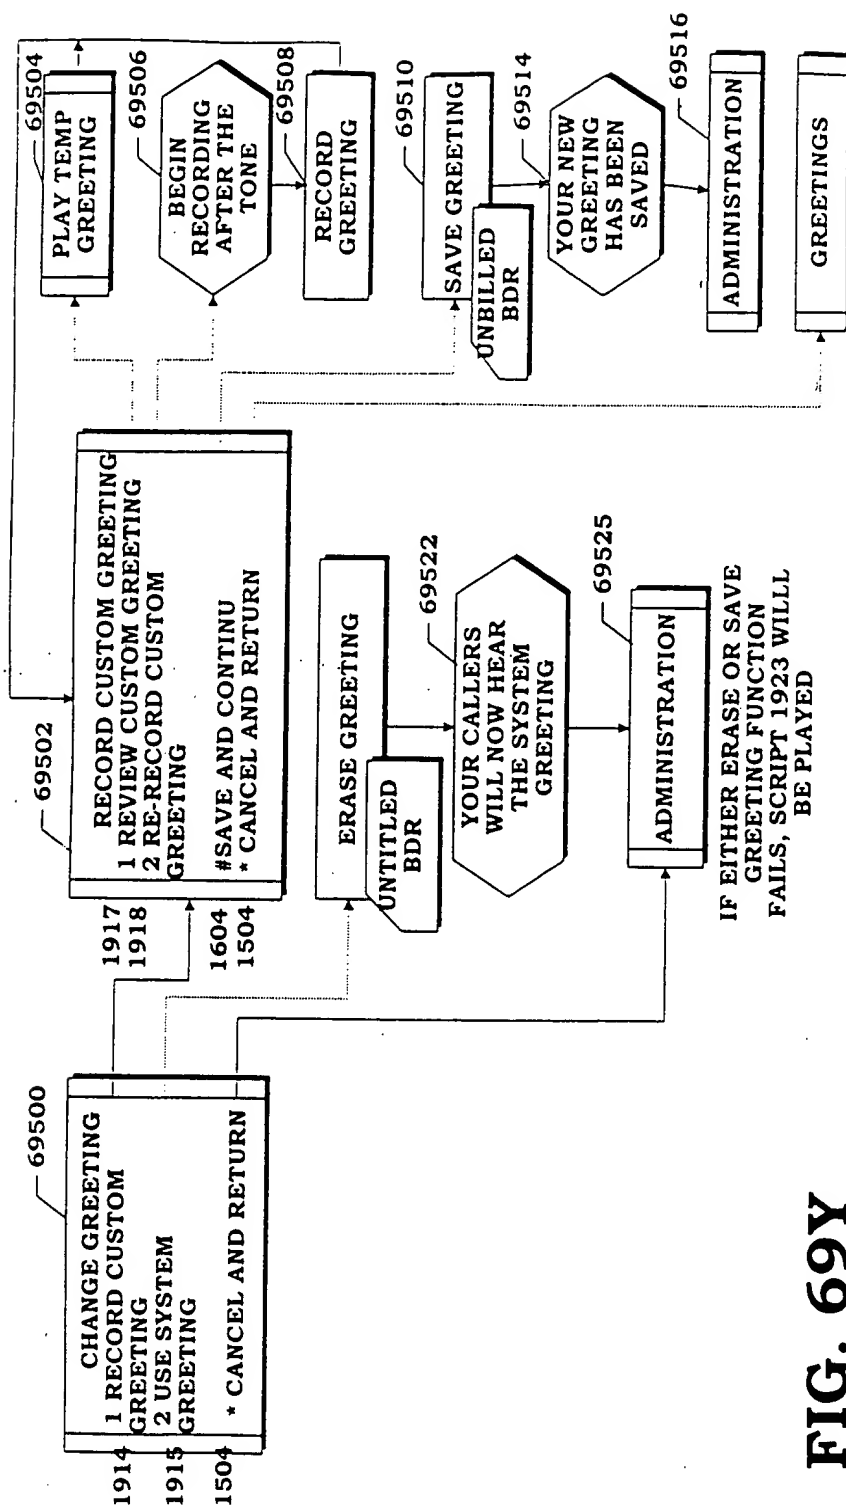 69500
CHANGE GREETING
1914
1 RECORD CUSTOM
GREETING
1915
2 USE SYSTEM
GREETING
1504
* CANCEL AND RETURN
69502
RECORD CUSTOM GREETING
1917
1 REVIEW CUSTOM GREETING
1918
2 RE-RECORD CUSTOM
GREETING
1604
#SAVE AND CONTINU
1504
* CANCEL AND RETURN
69504
PLAY TEMP
GREETING
69506
BEGIN
RECORDING
AFTER THE
TONE
69508
RECORD
GREETING
69510
SAVE GREETING
UNBILLED
BDR
69514
YOUR NEW
GREETING
HAS BEEN
SAVED
69516
ADMINISTRATION
GREETINGS
ERASE GREETING
UNTITLED
BDR
69522
YOUR CALLERS
WILL NOW HEAR
THE SYSTEM
GREETING
69525
ADMINISTRATION
IF EITHER ERASE OR SAVE
GREETING FUNCTION
FAILS, SCRIPT 1923 WILLL
BE PLAYED
FIG. 69Y